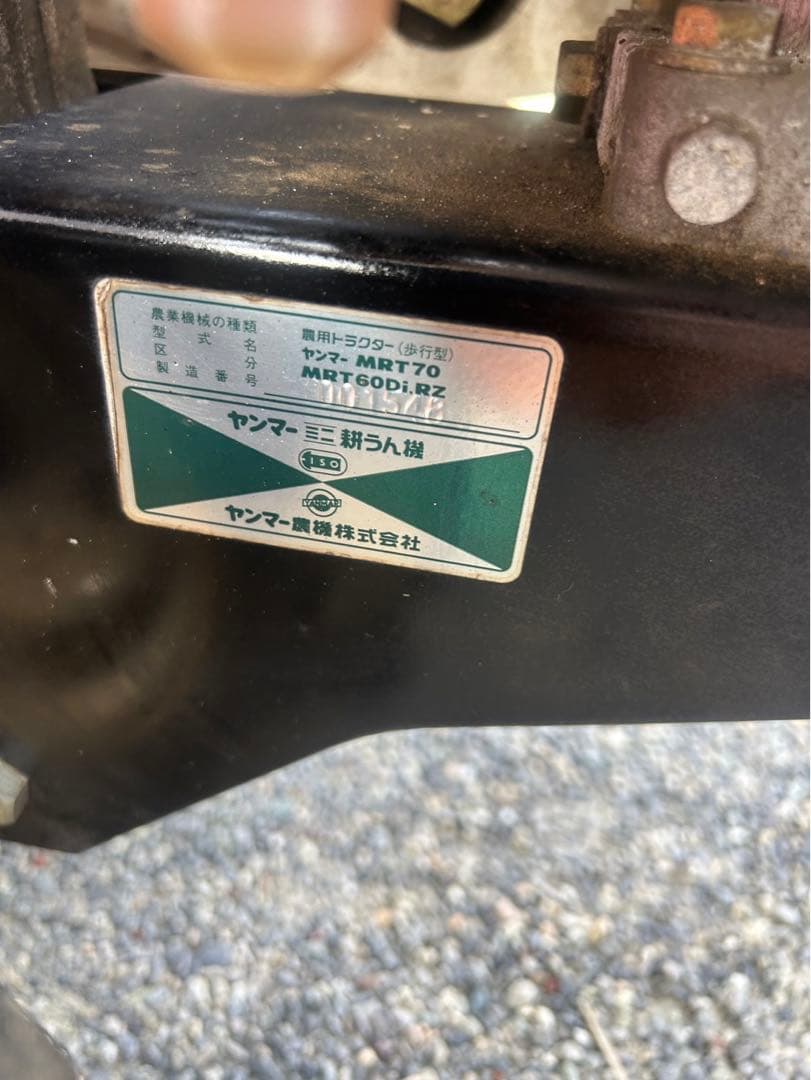 農業機械の種類 農用トラクター(歩行型)
型式名 ヤンマー MRT70
区分 MRT60Di.RZ
製造番号
ヤンマーミニ耕うん機
ISO
YANMAR
ヤンマー農機株式会社